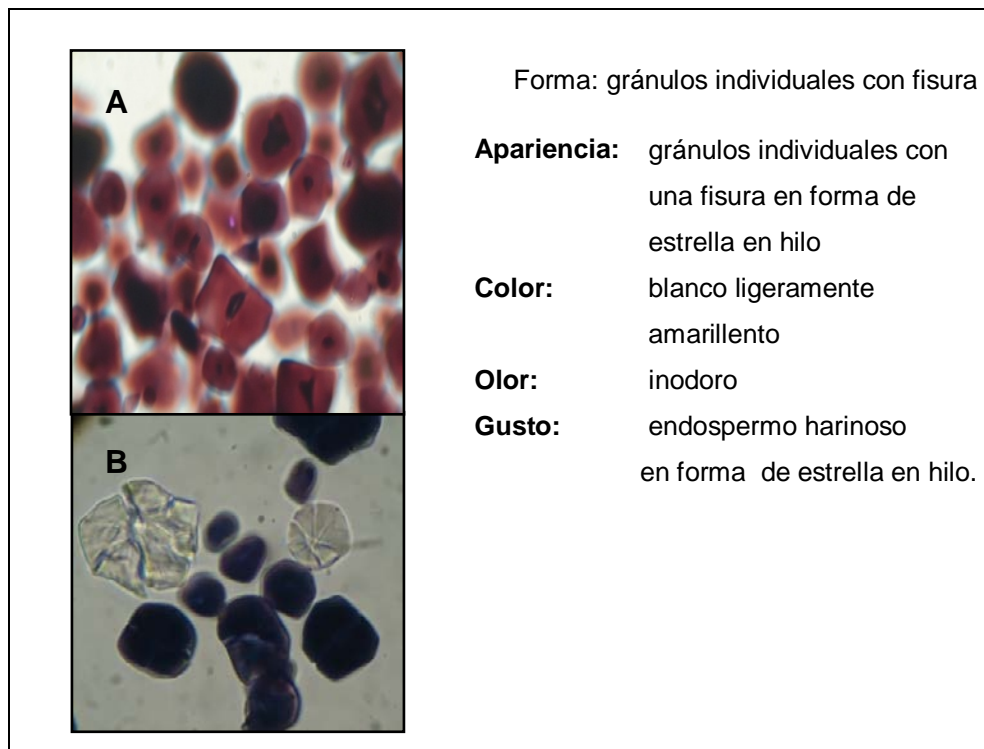 A
B
Forma: gránulos individuales con fisura
Apariencia: gránulos individuales con
una fisura en forma de
estrella en hilo
Color: blanco ligeramente
amarillento
Olor: inodoro
Gusto: endospermo harinoso
en forma de estrella en hilo.